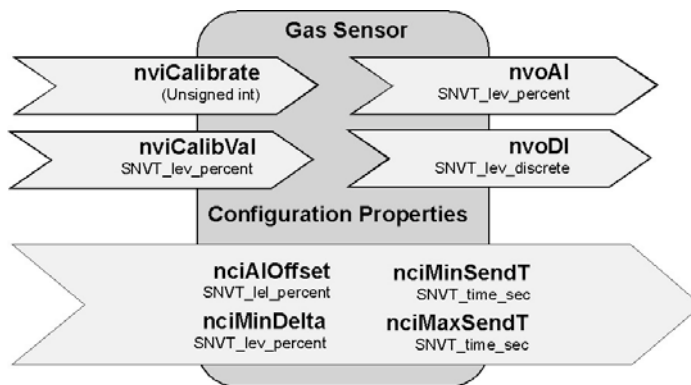 Gas Sensor
nviCalibrate
(Unsigned int)
nvoAI
SNVT_lev_percent
nviCalibVal
SNVT_lev_percent
nvoDI
SNVT_lev_discrete
Configuration Properties
nciAIOffset
SNVT_lel_percent
nciMinSendT
SNVT_time_sec
nciMinDelta
SNVT_lev_percent
nciMaxSendT
SNVT_time_sec